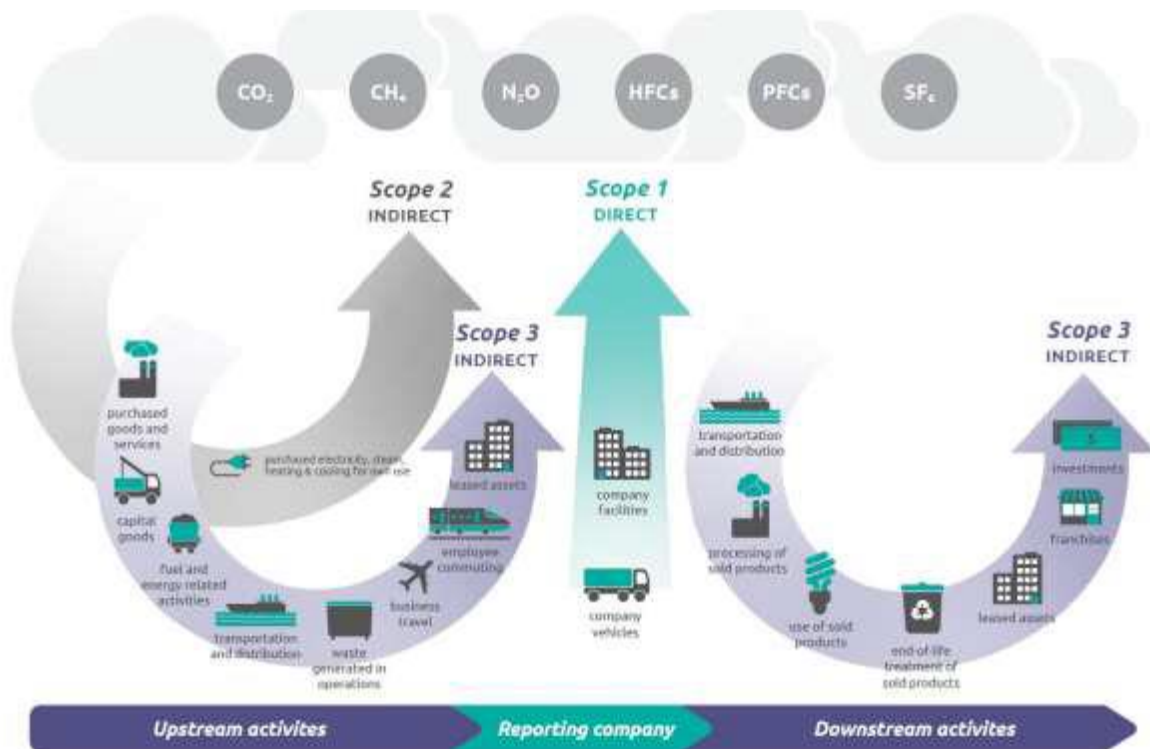 CO₂
CH₄
N₂O
HFCs
PFCs
SF₆
Scope 2
INDIRECT
Scope 1
DIRECT
Scope 3
INDIRECT
Scope 3
INDIRECT
purchased
goods and
services
capital
goods
fuel and
energy related
activities
purchased electricity, steam,
heating & cooling for own use
transportation
and distribution
waste
generated in
operations
business
travel
employee
commuting
leased assets
company
facilities
company
vehicles
transportation
and distribution
processing of
sold products
use of sold
products
end-of-life
treatment of
sold products
leased assets
franchises
investments
$
Upstream activites
Reporting company
Downstream activites